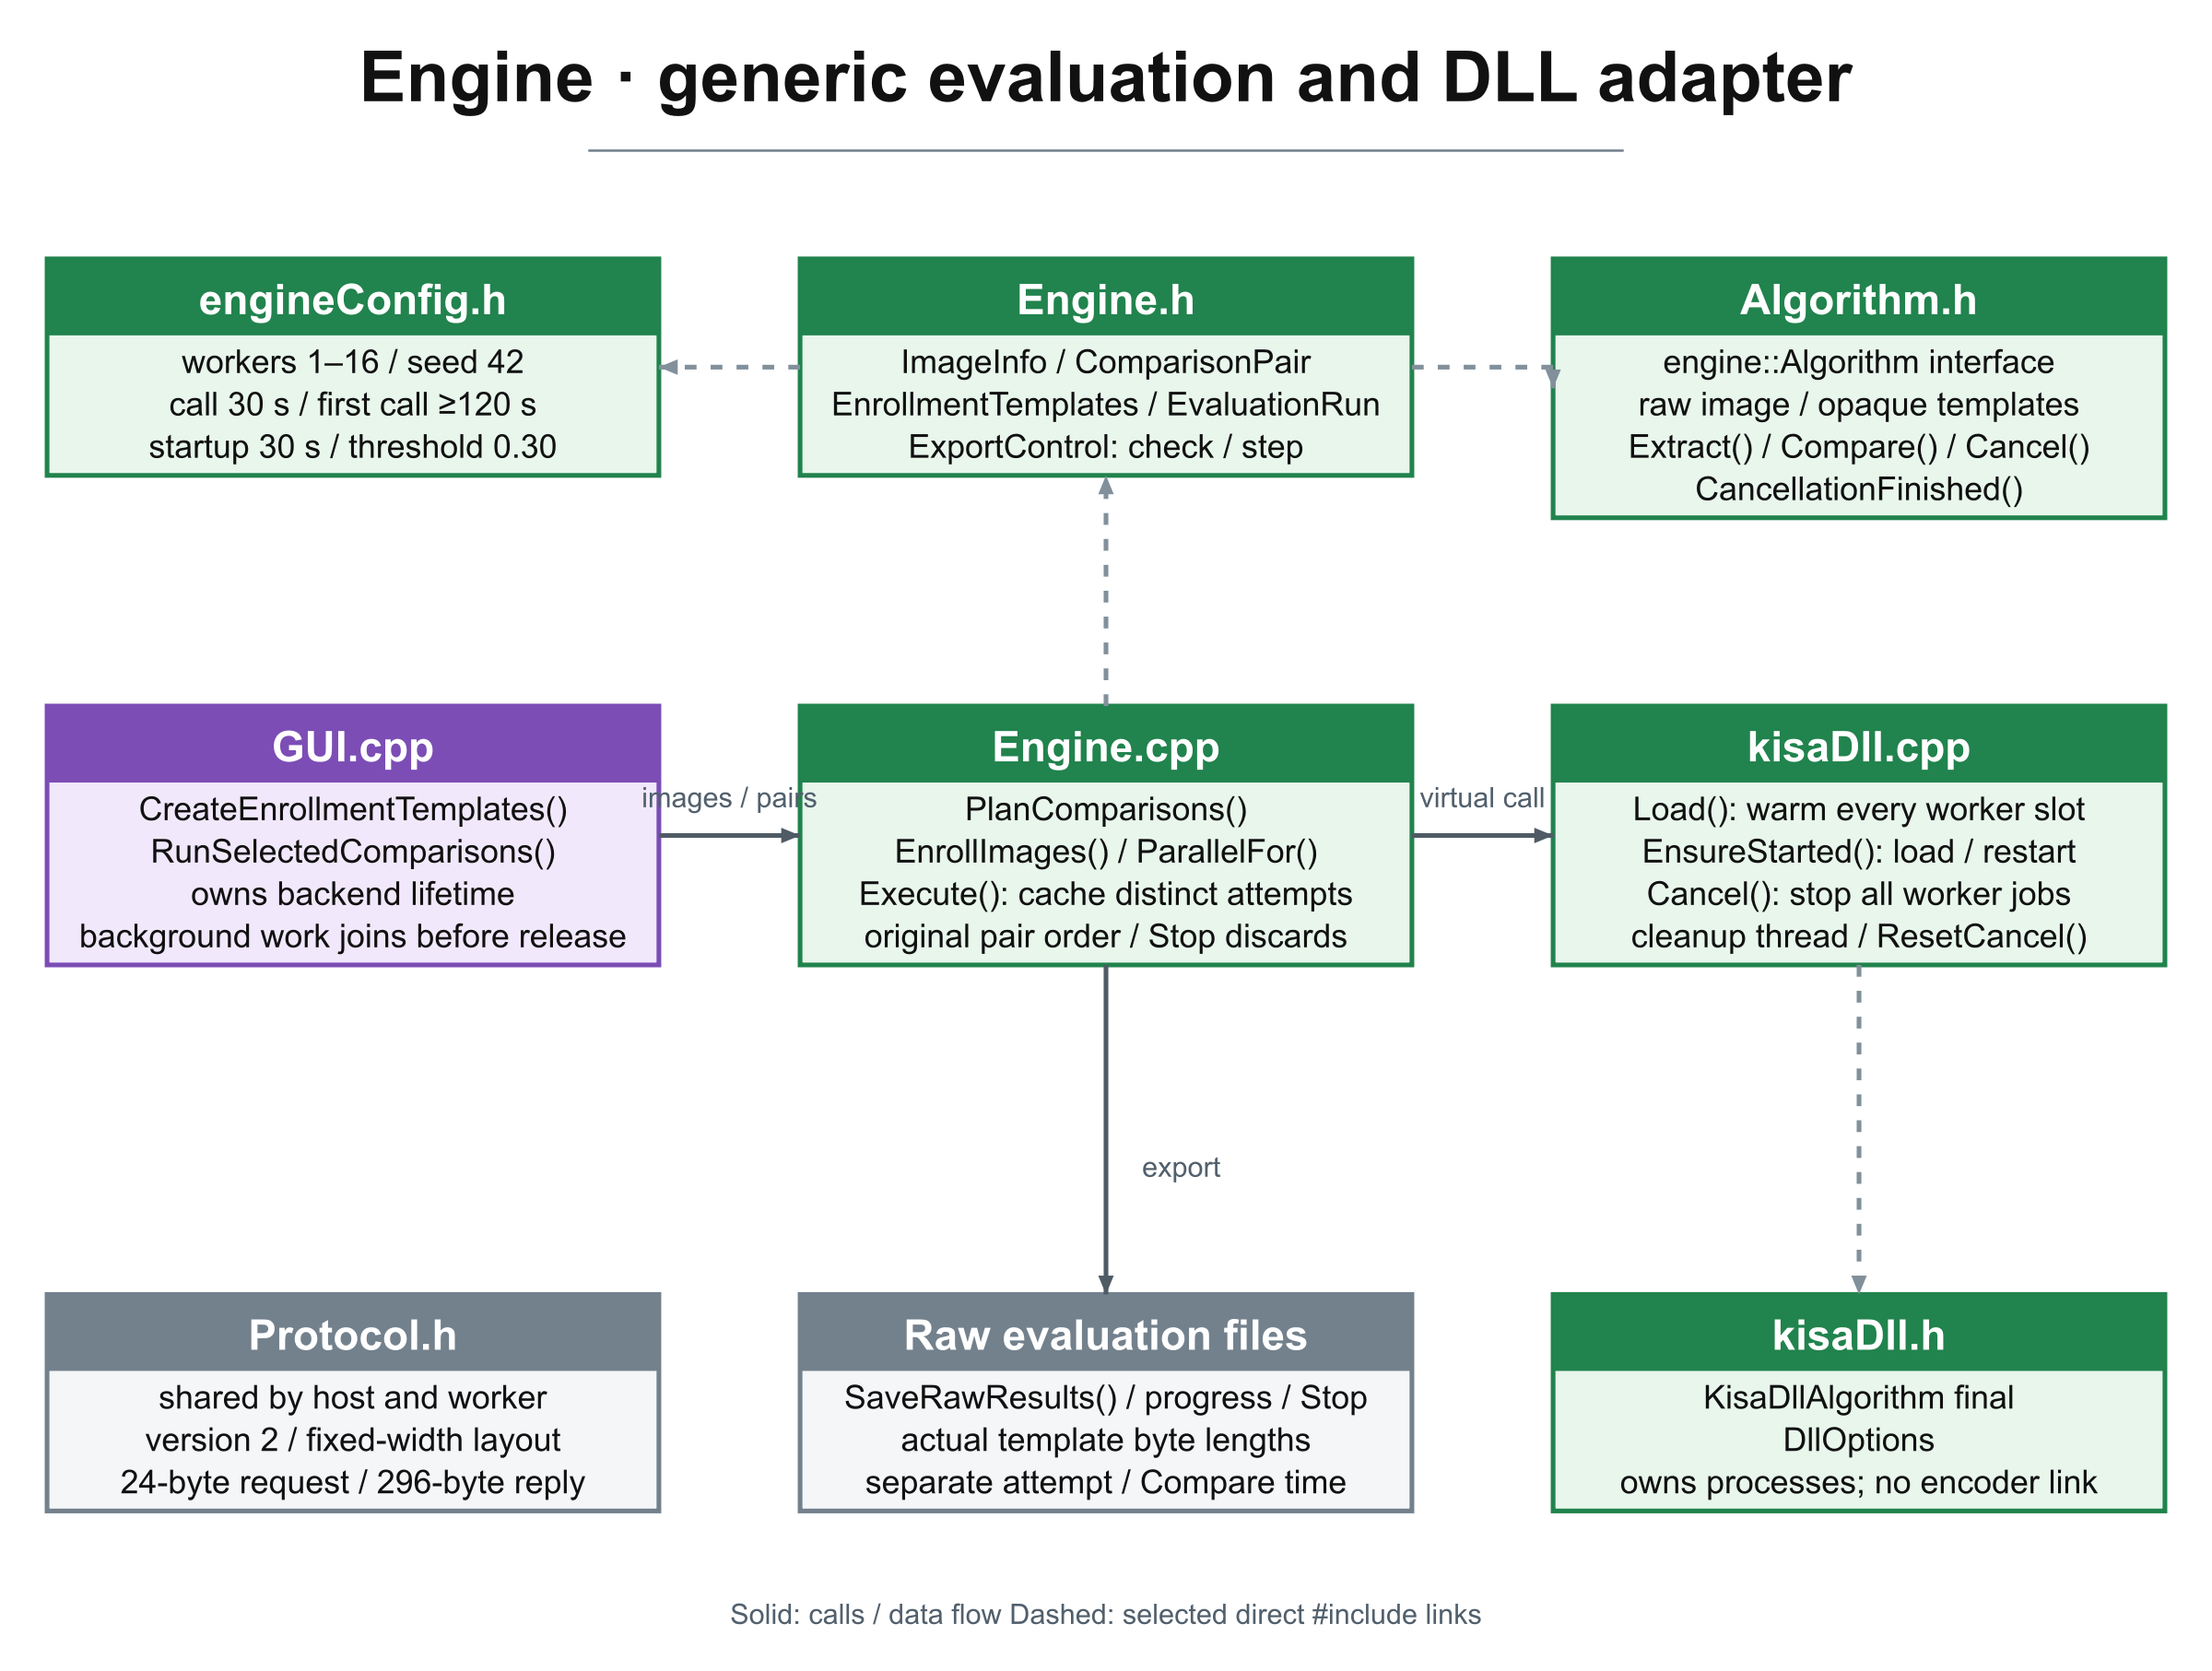 Engine · generic evaluation and DLL adapter
engineConfig.h
workers 1–16 / seed 42
call 30 s / first call ≥120 s
startup 30 s / threshold 0.30
Engine.h
ImageInfo / ComparisonPair
EnrollmentTemplates / EvaluationRun
ExportControl: check / step
Algorithm.h
engine::Algorithm interface
raw image / opaque templates
Extract() / Compare() / Cancel()
CancellationFinished()
GUI.cpp
CreateEnrollmentTemplates()
RunSelectedComparisons()
owns backend lifetime
background work joins before release
images / pairs
Engine.cpp
PlanComparisons()
EnrollImages() / ParallelFor()
Execute(): cache distinct attempts
original pair order / Stop discards
virtual call
kisaDll.cpp
Load(): warm every worker slot
EnsureStarted(): load / restart
Cancel(): stop all worker jobs
cleanup thread / ResetCancel()
export
Protocol.h
shared by host and worker
version 2 / fixed-width layout
24-byte request / 296-byte reply
Raw evaluation files
SaveRawResults() / progress / Stop
actual template byte lengths
separate attempt / Compare time
kisaDll.h
KisaDllAlgorithm final
DllOptions
owns processes; no encoder link
Solid: calls / data flow Dashed: selected direct #include links